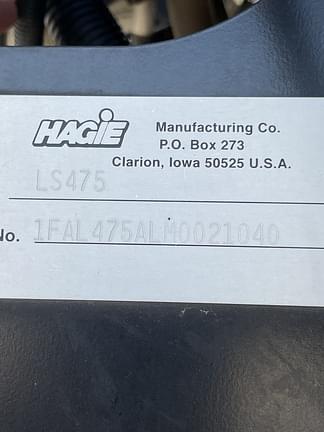 HAGIE
Manufacturing Co.
P.O. Box 273
Clarion, Iowa 50525 U.S.A.
LS475
No. 1FAL475ALM0021040